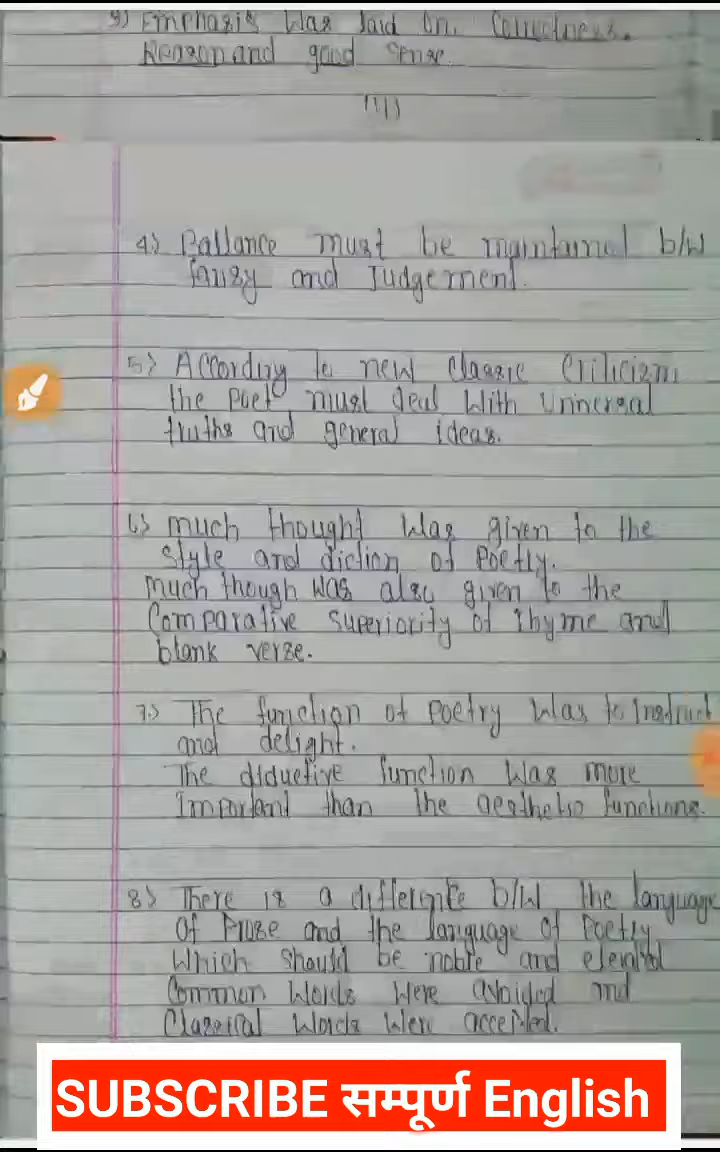 3) Emphasis was laid on. Correctness.
Reason and good sense.
4) Ballance must be maintained b/w
fancy and Judgement.
5) According to new classic Criticism
the poet must deal with universal
truths and general ideas.
6) much thought was given to the
style and diction of Poetry.
much though was also given to the
Comparative superiority of rhyme and
blank verse.
7.) The function of poetry was to Instruct
and delight.
The diductive function was more
Important than the aesthetic functions.
8) There is a difference b/w the language
Of Prose and the language of Poetry
Which should be noble and
Common Words Were avoided and
Classical Words Were accepted.
SUBSCRIBE सम्पूर्ण English